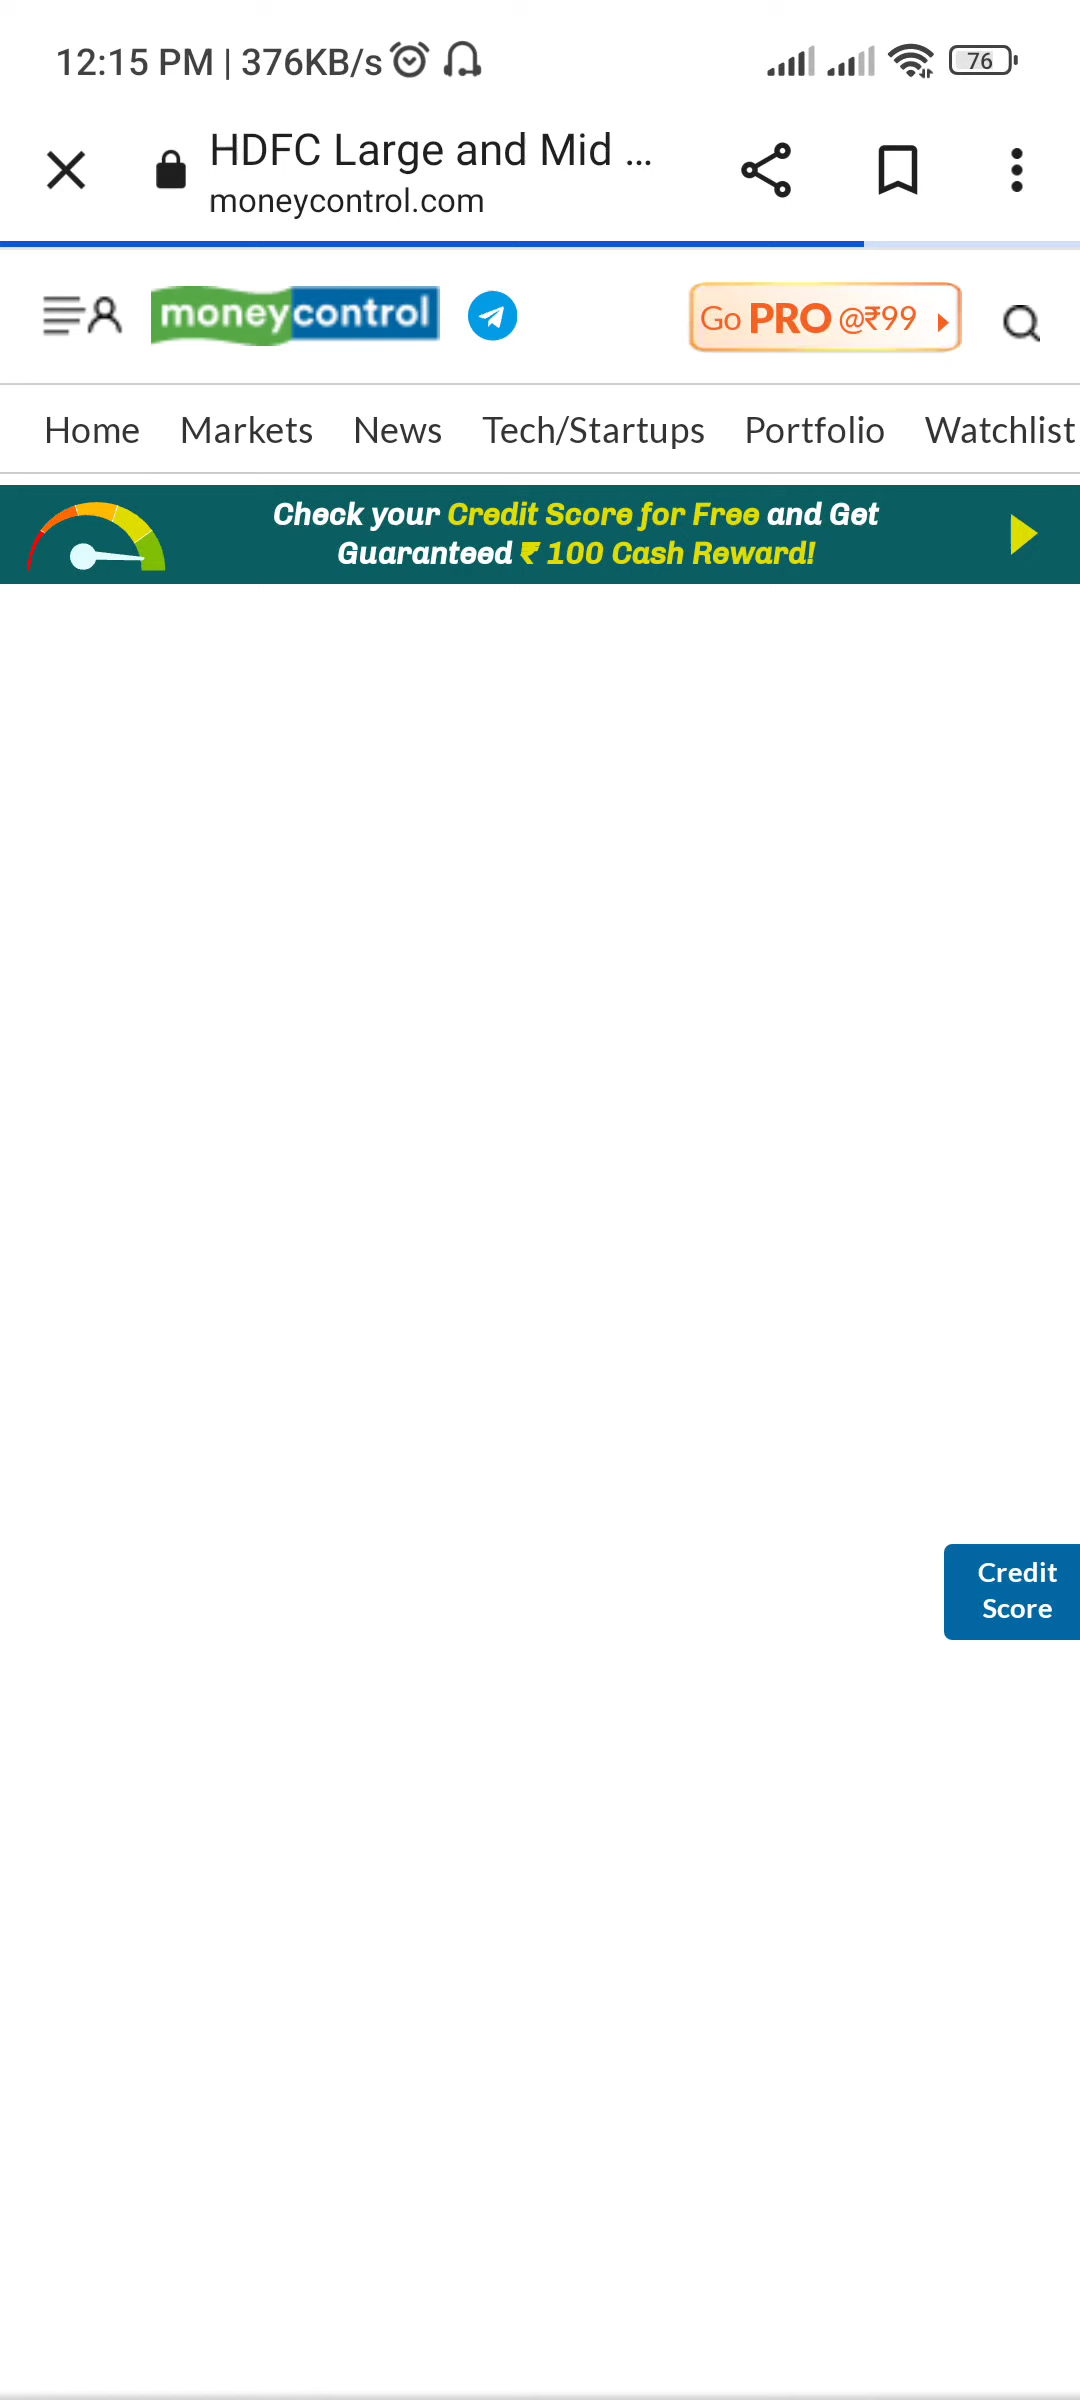 12:15 PM | 376KB/s
76
HDFC Large and Mid ...
moneycontrol.com
moneycontrol
Go PRO @₹99
Home Markets News Tech/Startups Portfolio Watchlist
Check your Credit Score for Free and Get
Guaranteed ₹ 100 Cash Reward!
Credit
Score